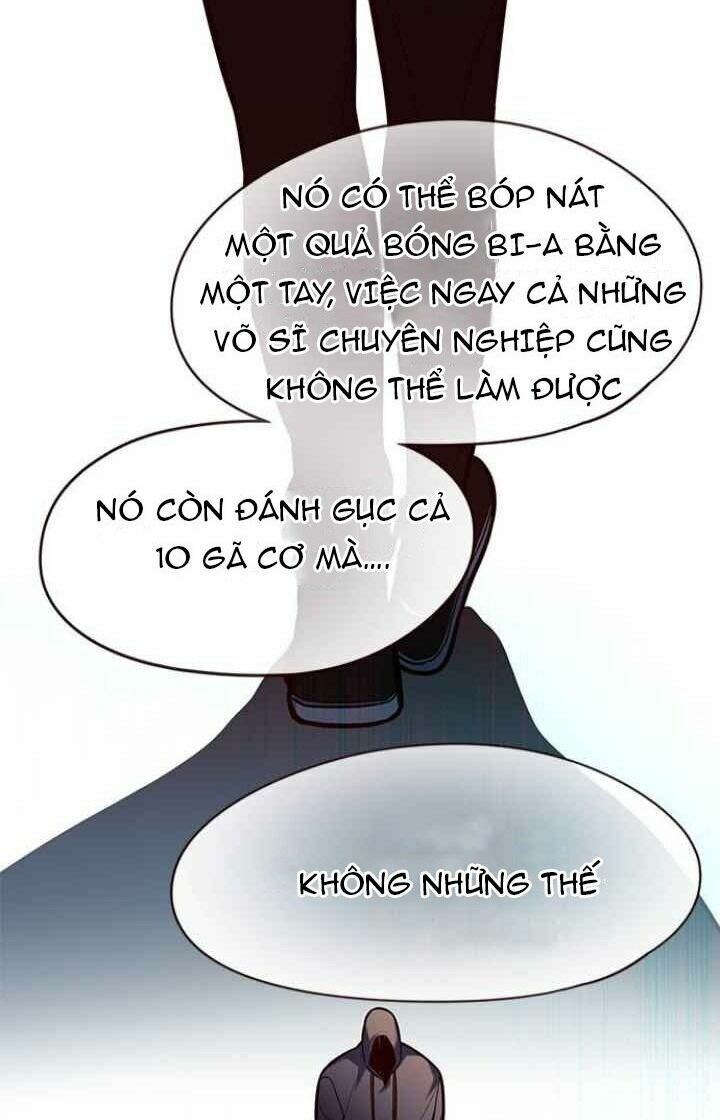 NÓ CÓ THỂ BÓP NÁT
MỘT QUẢ BÓNG BI-A BẰNG
MỘT TAY, VIỆC NGAY CẢ NHỮNG
VÕ SĨ CHUYÊN NGHIỆP CŨNG
KHÔNG THỂ LÀM ĐƯỢC
NÓ CÒN ĐÁNH GỤC CẢ
10 GÃ CƠ MÀ....
KHÔNG NHỮNG THẾ